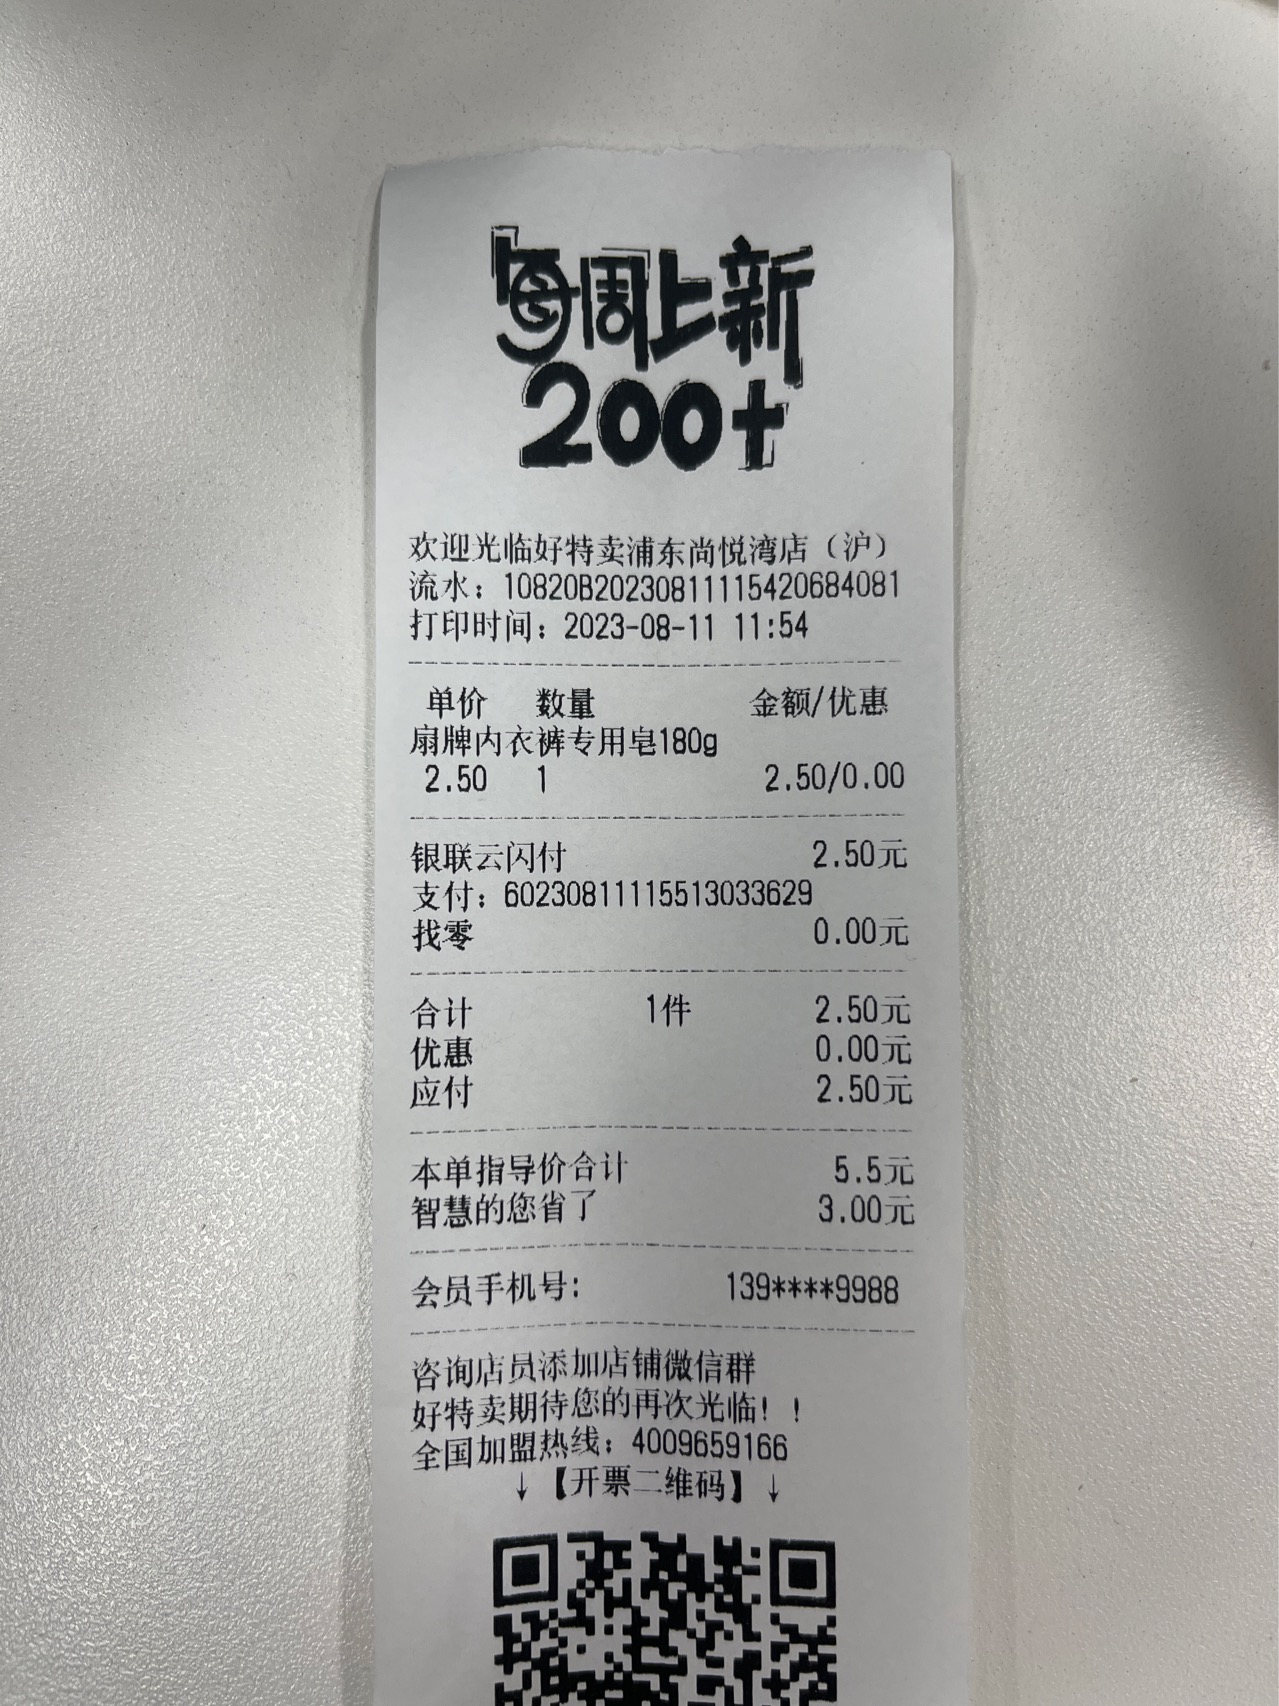 每周上新
200+
欢迎光临好特卖浦东尚悦湾店（沪）
流水：10820B20230811115420684081
打印时间：2023-08-11 11:54
单价 数量 金额/优惠
扇牌内衣裤专用皂180g
2.50 1 2.50/0.00
银联云闪付 2.50元
支付：60230811115513033629
找零 0.00元
合计 1件 2.50元
优惠 0.00元
应付 2.50元
本单指导价合计 5.5元
智慧的您省了 3.00元
会员手机号： 139****9988
咨询店员添加店铺微信群
好特卖期待您的再次光临！！
全国加盟热线：4009659166
↓【开票二维码】↓